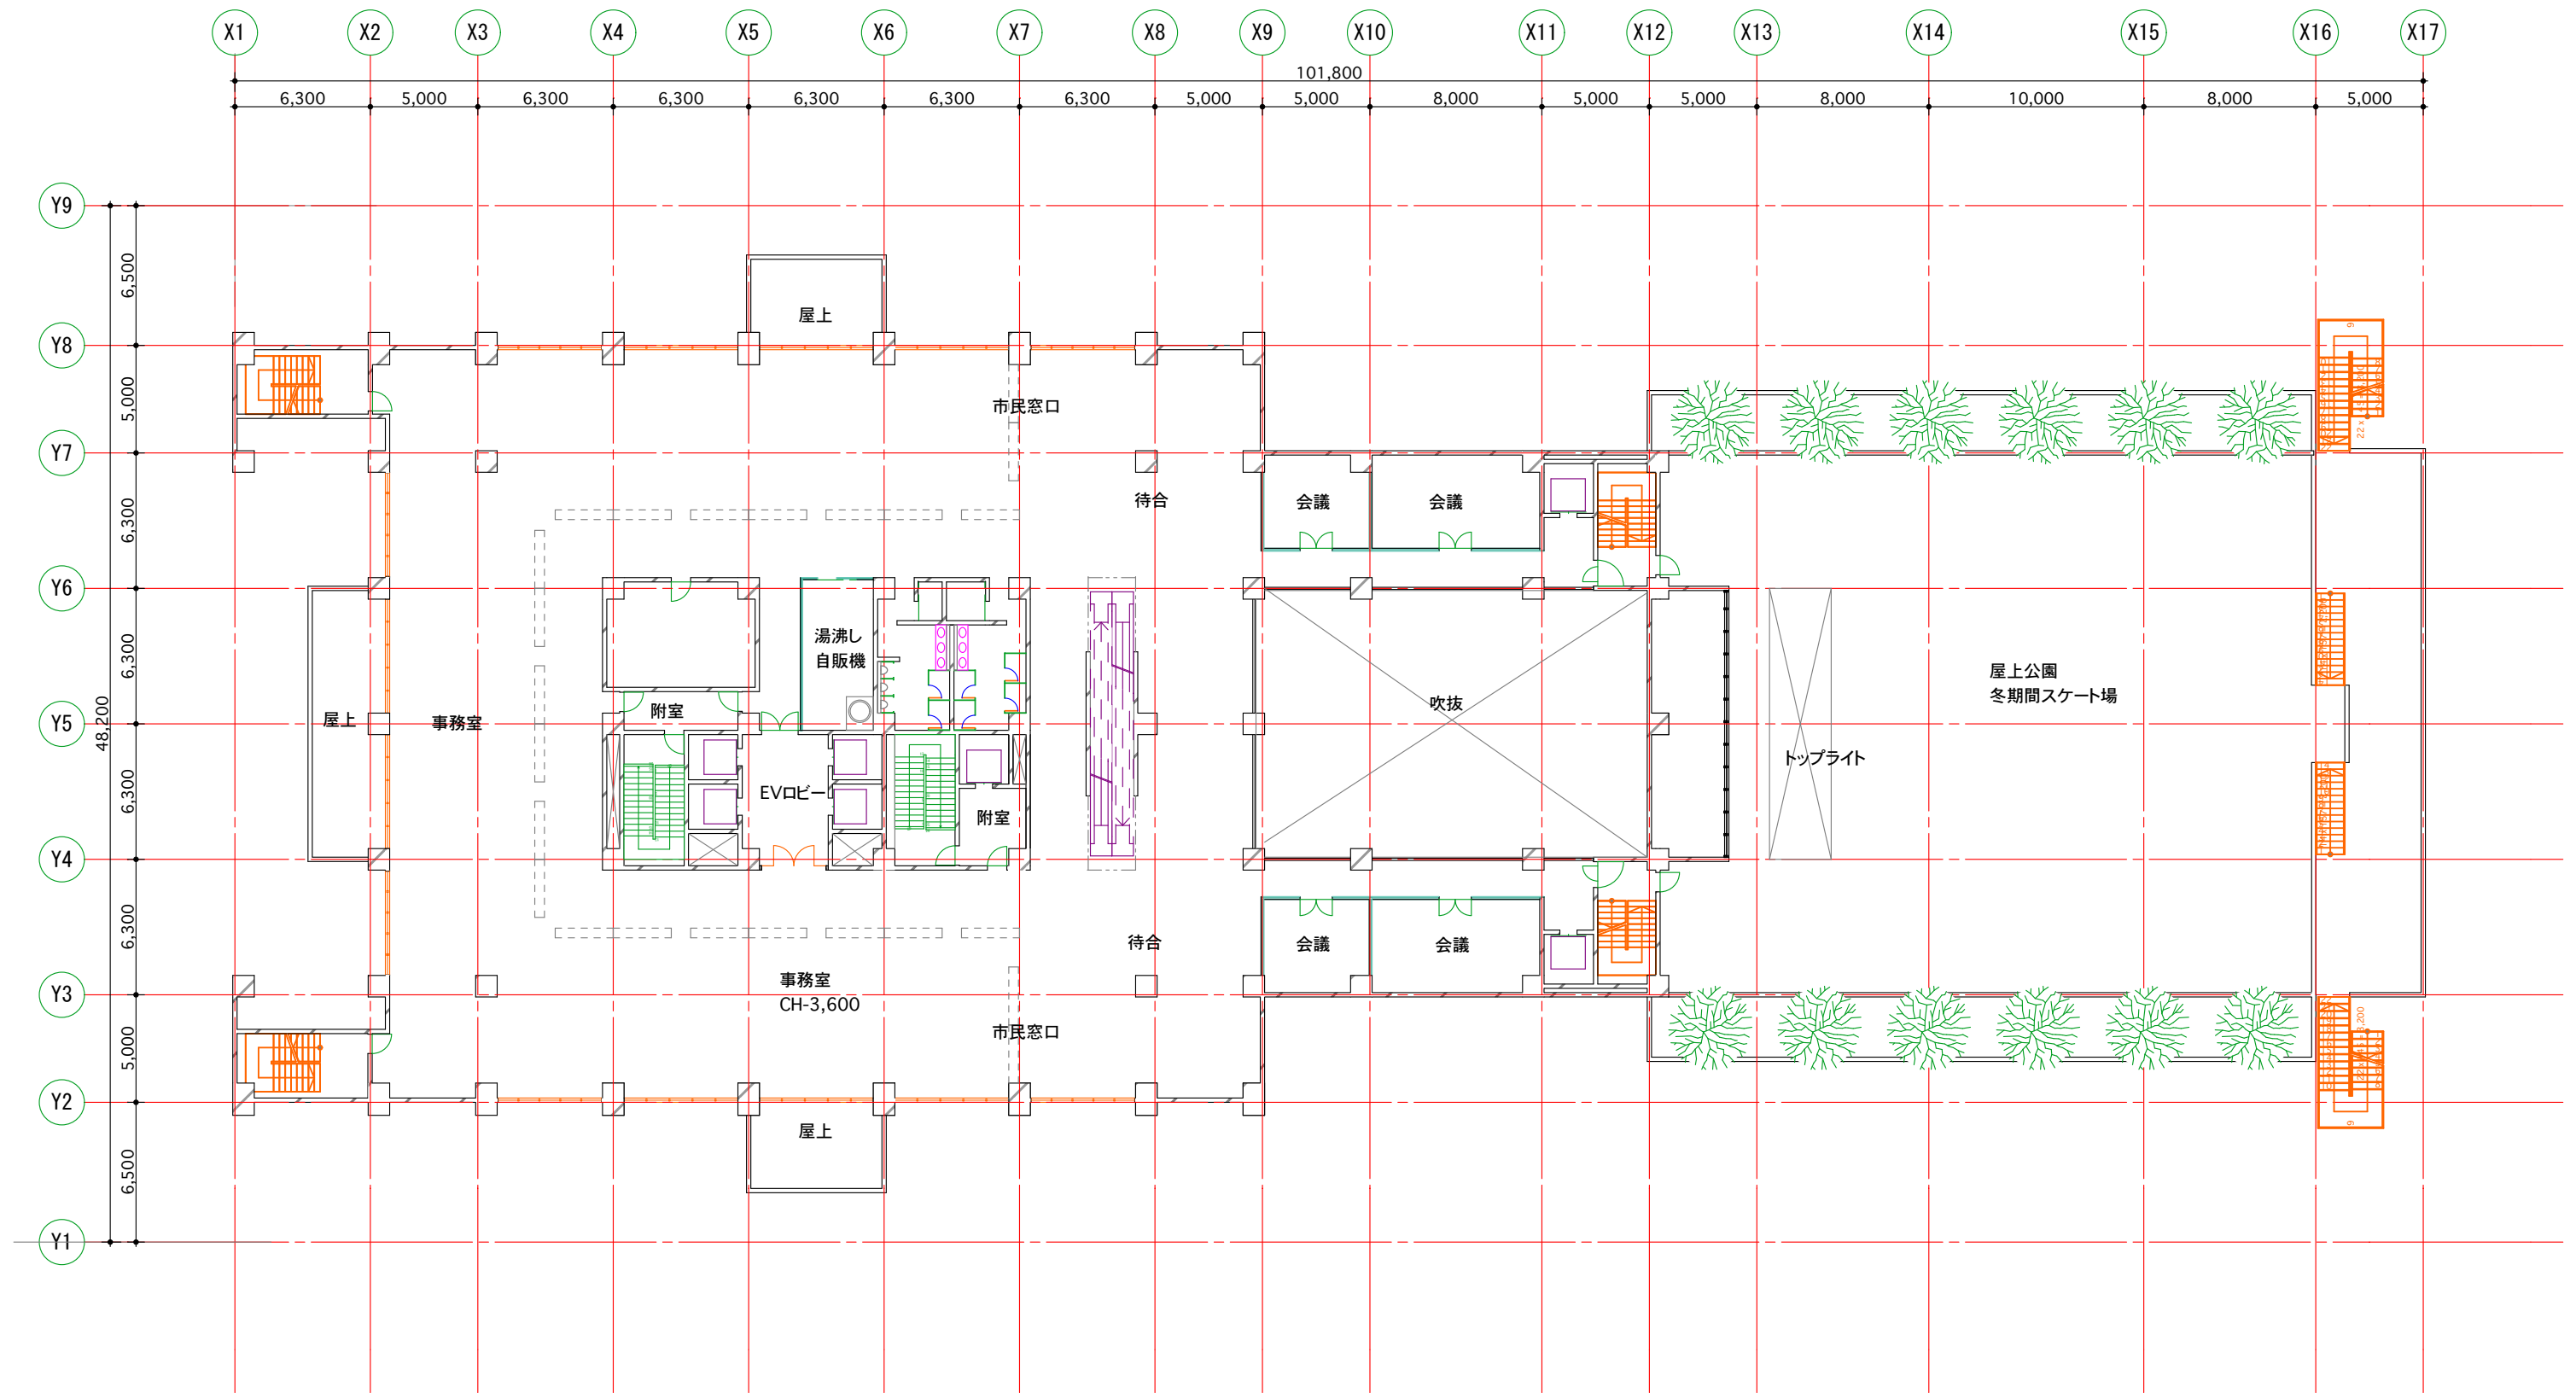 X1 X2 X3 X4 X5 X6 X7 X8 X9 X10 X11 X12 X13 X14 X15 X16 X17
101,800
6,300 5,000 6,300 6,300 6,300 6,300 6,300 5,000 5,000 8,000 5,000 5,000 8,000 10,000 8,000 5,000
Y9
6,500
Y8
5,000
Y7
6,300
Y6
6,300
Y5
48,200
6,300
Y4
6,300
Y3
5,000
Y2
6,500
Y1
屋上
9
市民窓口
待合
会議
会議
湯沸し
自販機
附室
屋上
事務室
EVロビー
附室
吹抜
トップライト
屋上公園
冬期間スケート場
待合
会議
会議
事務室
CH-3,600
市民窓口
屋上
9